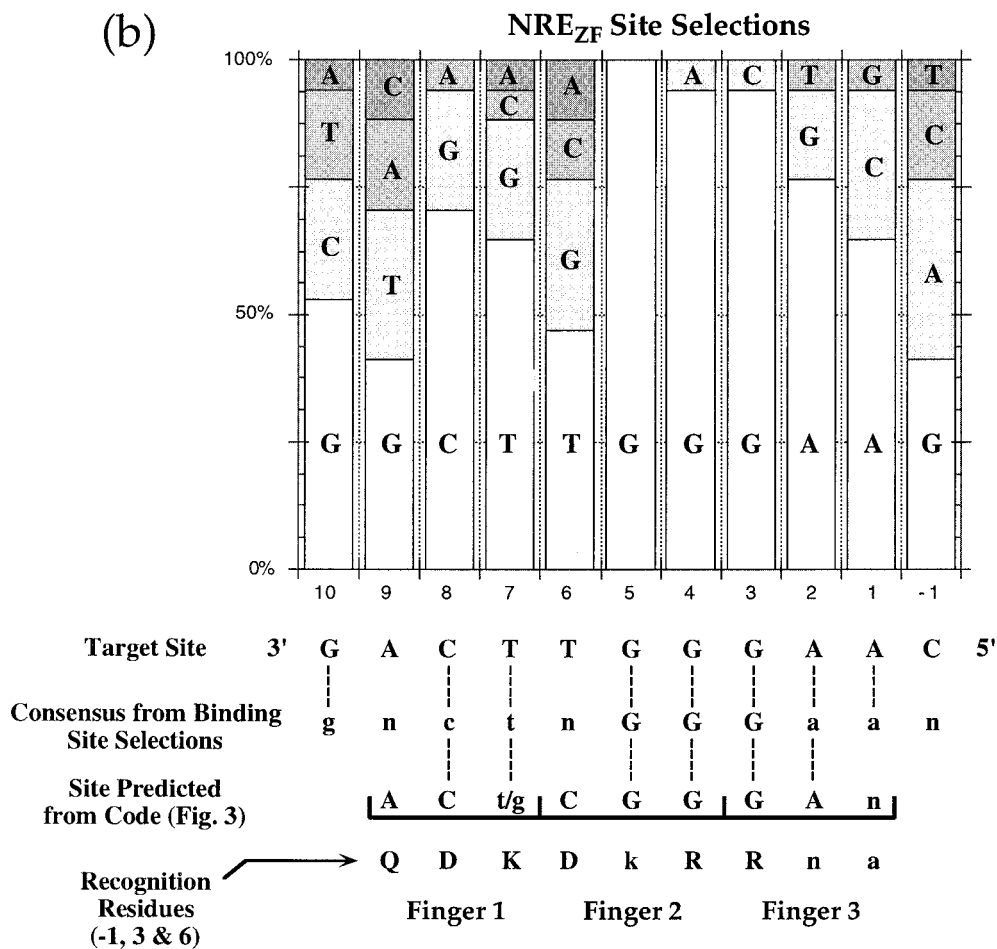 (b)
NRE_ZF Site Selections
100%
A C A A A A C T G T
T A G C C G C C
C T G G A
50%
G G C T T G G G A A G
0%
10 9 8 7 6 5 4 3 2 1 -1
Target Site 3' G A C T T G G G A A C 5'
Consensus from Binding
Site Selections
g n c t n G G G a a n
Site Predicted
from Code (Fig. 3)
A C t/g C G G G A n
Q D K D k R R n a
Recognition
Residues
(-1, 3 & 6)
Finger 1 Finger 2 Finger 3